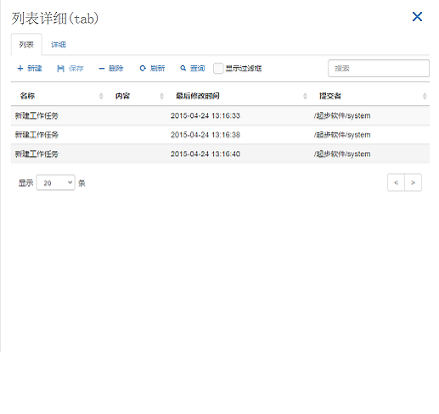 列表详细(tab)
列表 详细
新建 保存 删除 刷新 查询 显示过滤框 搜索
名称 内容 最后修改时间 提交者
新建工作任务 2015-04-24 13:16:33 /起步软件/system
新建工作任务 2015-04-24 13:16:38 /起步软件/system
新建工作任务 2015-04-24 13:16:40 /起步软件/system
显示 20 条 < >